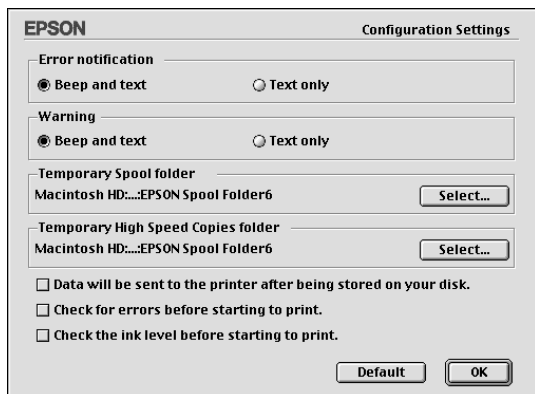 EPSON Configuration Settings
Error notification
Beep and text Text only
Warning
Beep and text Text only
Temporary Spool folder
Macintosh HD:...:EPSON Spool Folder6 Select...
Temporary High Speed Copies folder
Macintosh HD:...:EPSON Spool Folder6 Select...
Data will be sent to the printer after being stored on your disk.
Check for errors before starting to print.
Check the ink level before starting to print.
Default OK